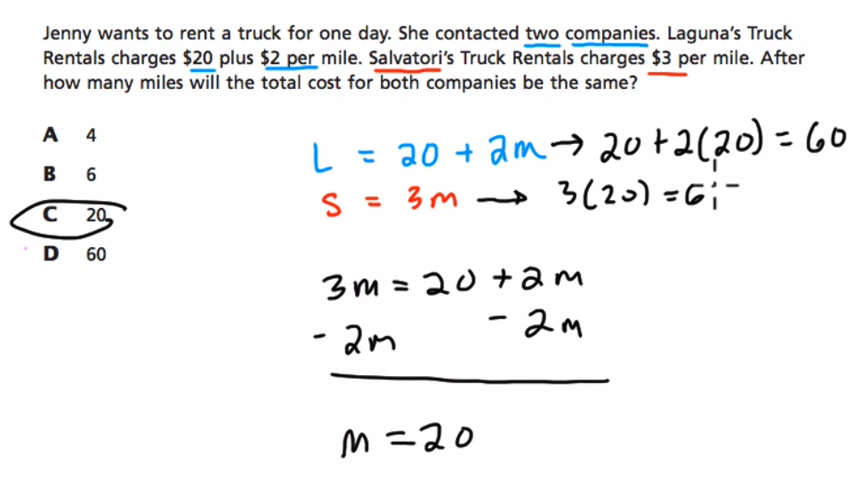 Jenny wants to rent a truck for one day. She contacted two companies. Laguna's Truck
Rentals charges $20 plus $2 per mile. Salvatori's Truck Rentals charges $3 per mile. After
how many miles will the total cost for both companies be the same?
A 4
B 6
C 20
D 60
L = 20 + 2m → 20 + 2(20) = 60
S = 3m → 3(20) = 6
3m = 20 + 2m
- 2m - 2m
m = 20